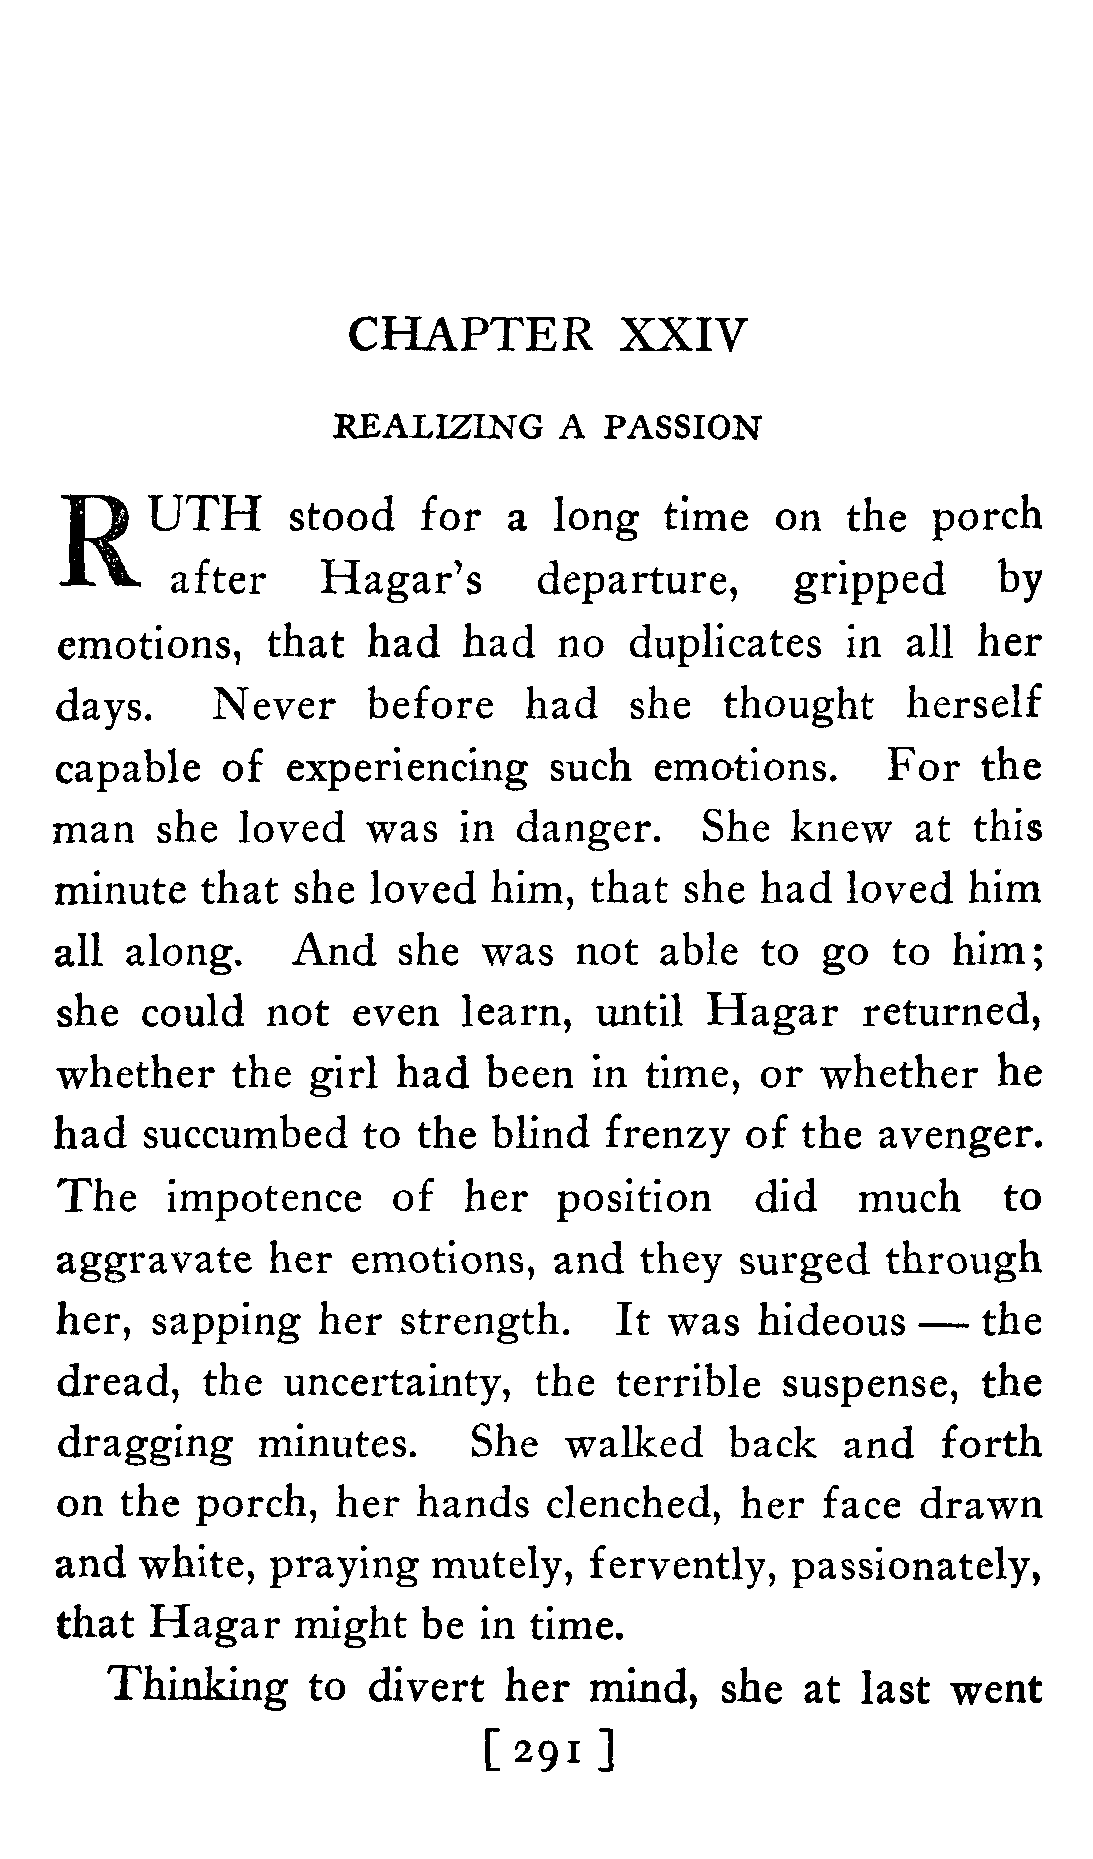 CHAPTER XXIV
REALIZING A PASSION
RUTH stood for a long time on the porch
after Hagar's departure, gripped by
emotions, that had had no duplicates in all her
days. Never before had she thought herself
capable of experiencing such emotions. For the
man she loved was in danger. She knew at this
minute that she loved him, that she had loved him
all along. And she was not able to go to him;
she could not even learn, until Hagar returned,
whether the girl had been in time, or whether he
had succumbed to the blind frenzy of the avenger.
The impotence of her position did much to
aggravate her emotions, and they surged through
her, sapping her strength. It was hideous — the
dread, the uncertainty, the terrible suspense, the
dragging minutes. She walked back and forth
on the porch, her hands clenched, her face drawn
and white, praying mutely, fervently, passionately,
that Hagar might be in time.
Thinking to divert her mind, she at last went
[ 291 ]